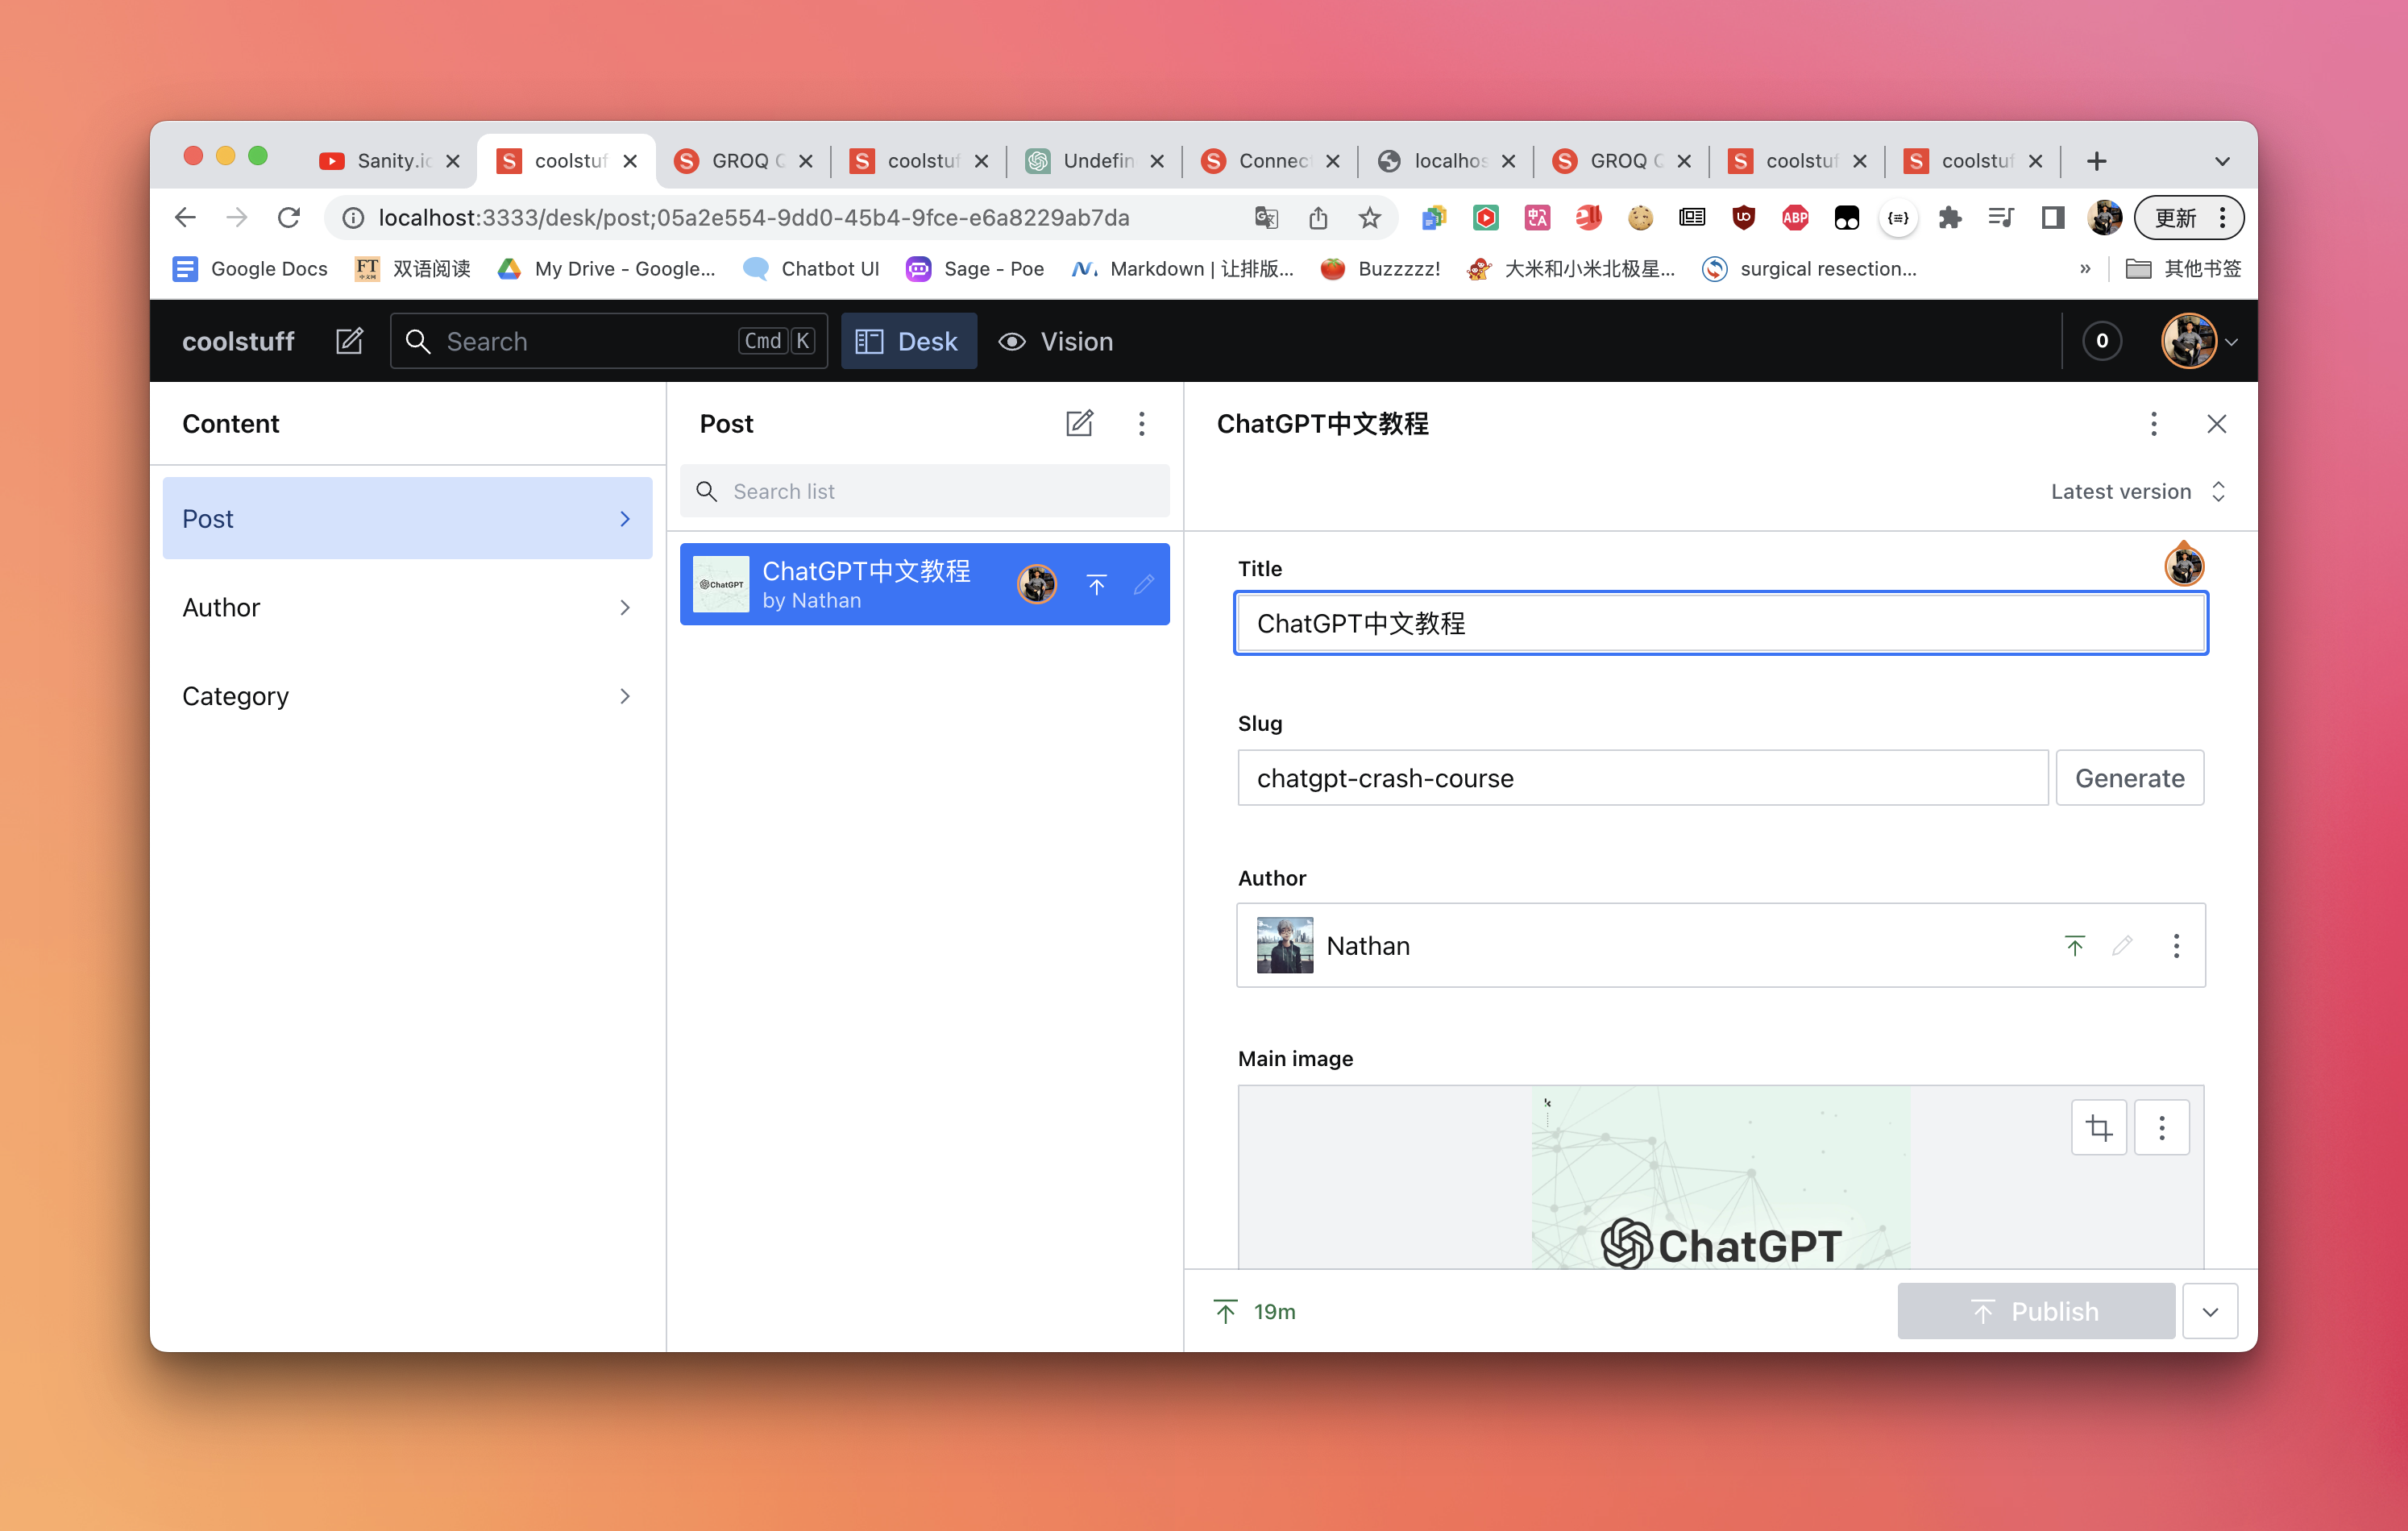 Sanity.io
coolstuf
GROQ
coolstuf
Undefin
Connec
localhos
GROQ
coolstuf
coolstuf
localhost:3333/desk/post;05a2e554-9dd0-45b4-9fce-e6a8229ab7da
更新
Google Docs
FT
中文网
双语阅读
My Drive - Google...
Chatbot UI
Sage - Poe
Markdown | 让排版...
Buzzzzz!
大米和小米北极星...
surgical resection...
»
其他书签
coolstuff
Search
Cmd K
Desk
Vision
0
Content
Post
Author
Category
Post
Search list
ChatGPT
ChatGPT中文教程
by Nathan
ChatGPT中文教程
Latest version
Title
ChatGPT中文教程
Slug
chatgpt-crash-course
Generate
Author
Nathan
Main image
ChatGPT
19m
Publish